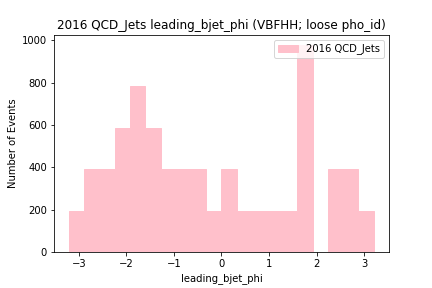 2016 QCD_Jets leading_bjet_phi (VBFHH; loose pho_id)
2016 QCD_Jets
Number of Events
1000
800
600
400
200
0
−3 −2 −1 0 1 2 3
leading_bjet_phi